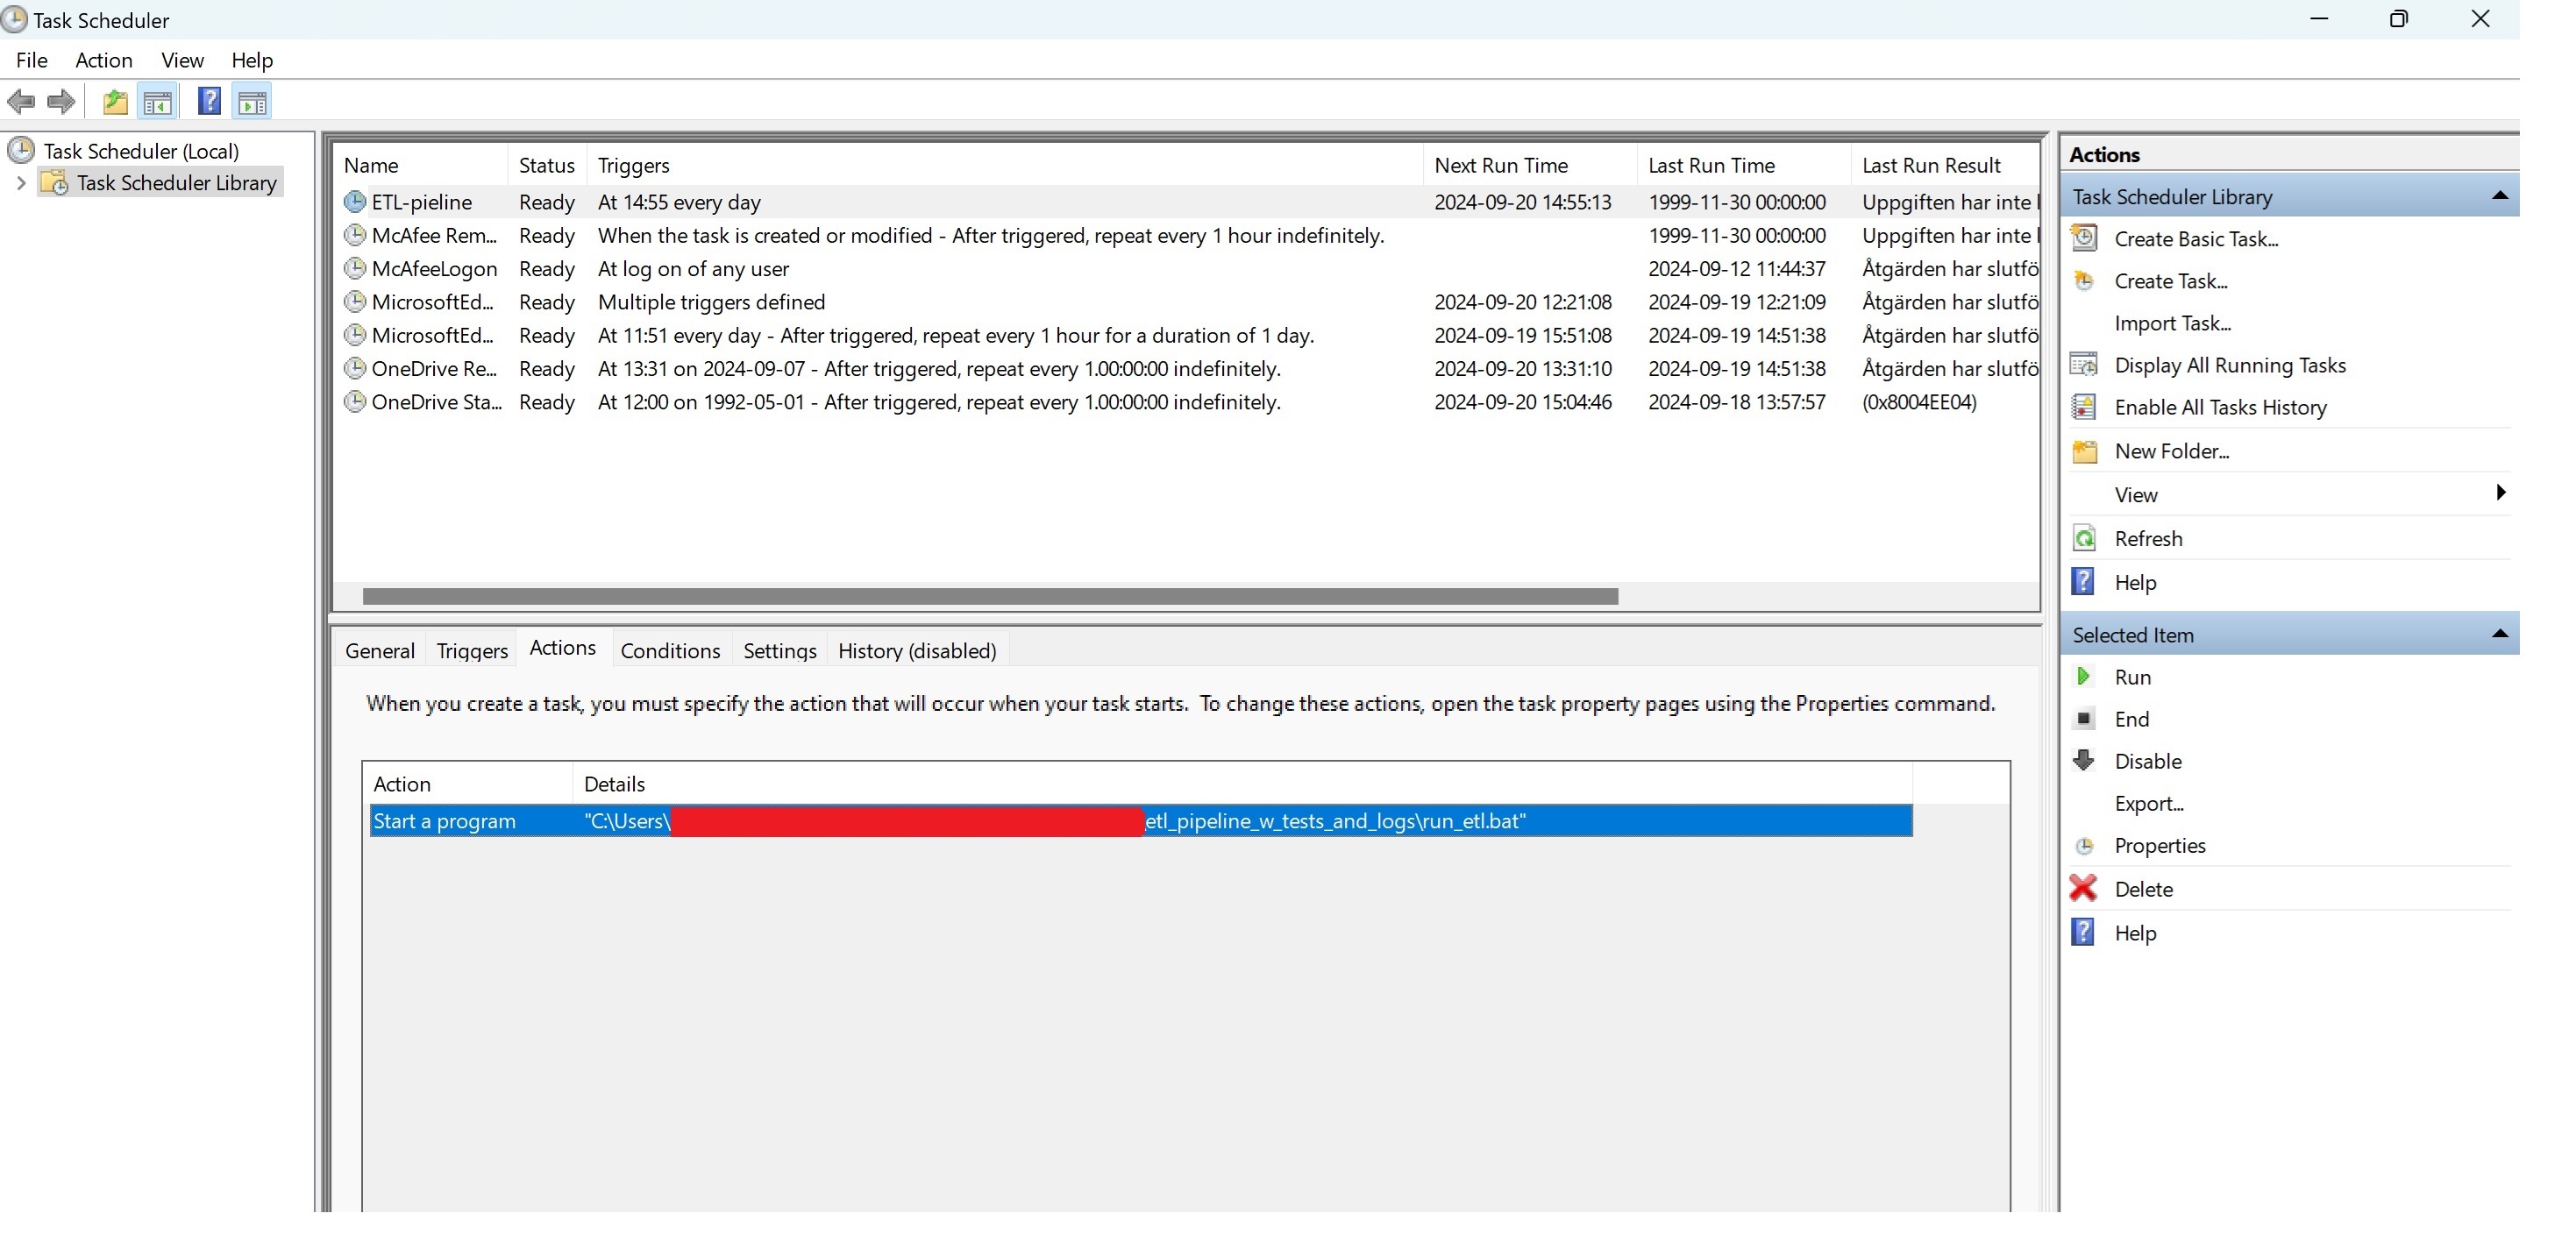 Task Scheduler
File Action View Help
Task Scheduler (Local)
Task Scheduler Library
Name Status Triggers Next Run Time Last Run Time Last Run Result
ETL-pieline Ready At 14:55 every day 2024-09-20 14:55:13 1999-11-30 00:00:00 Uppgiften har inte
McAfee Rem... Ready When the task is created or modified - After triggered, repeat every 1 hour indefinitely. 1999-11-30 00:00:00 Uppgiften har inte
McAfeeLogon Ready At log on of any user 2024-09-12 11:44:37 Åtgärden har slutfö
MicrosoftEd... Ready Multiple triggers defined 2024-09-20 12:21:08 2024-09-19 12:21:09 Åtgärden har slutfö
MicrosoftEd... Ready At 11:51 every day - After triggered, repeat every 1 hour for a duration of 1 day. 2024-09-19 15:51:08 2024-09-19 14:51:38 Åtgärden har slutfö
OneDrive Re... Ready At 13:31 on 2024-09-07 - After triggered, repeat every 1.00:00:00 indefinitely. 2024-09-20 13:31:10 2024-09-19 14:51:38 Åtgärden har slutfö
OneDrive Sta... Ready At 12:00 on 1992-05-01 - After triggered, repeat every 1.00:00:00 indefinitely. 2024-09-20 15:04:46 2024-09-18 13:57:57 (0x8004EE04)
General Triggers Actions Conditions Settings History (disabled)
When you create a task, you must specify the action that will occur when your task starts. To change these actions, open the task property pages using the Properties command.
Action Details
Start a program "C:\Users\ etl_pipeline_w_tests_and_logs\run_etl.bat"
Actions
Task Scheduler Library
Create Basic Task...
Create Task...
Import Task...
Display All Running Tasks
Enable All Tasks History
New Folder...
View
Refresh
Help
Selected Item
Run
End
Disable
Export...
Properties
Delete
Help